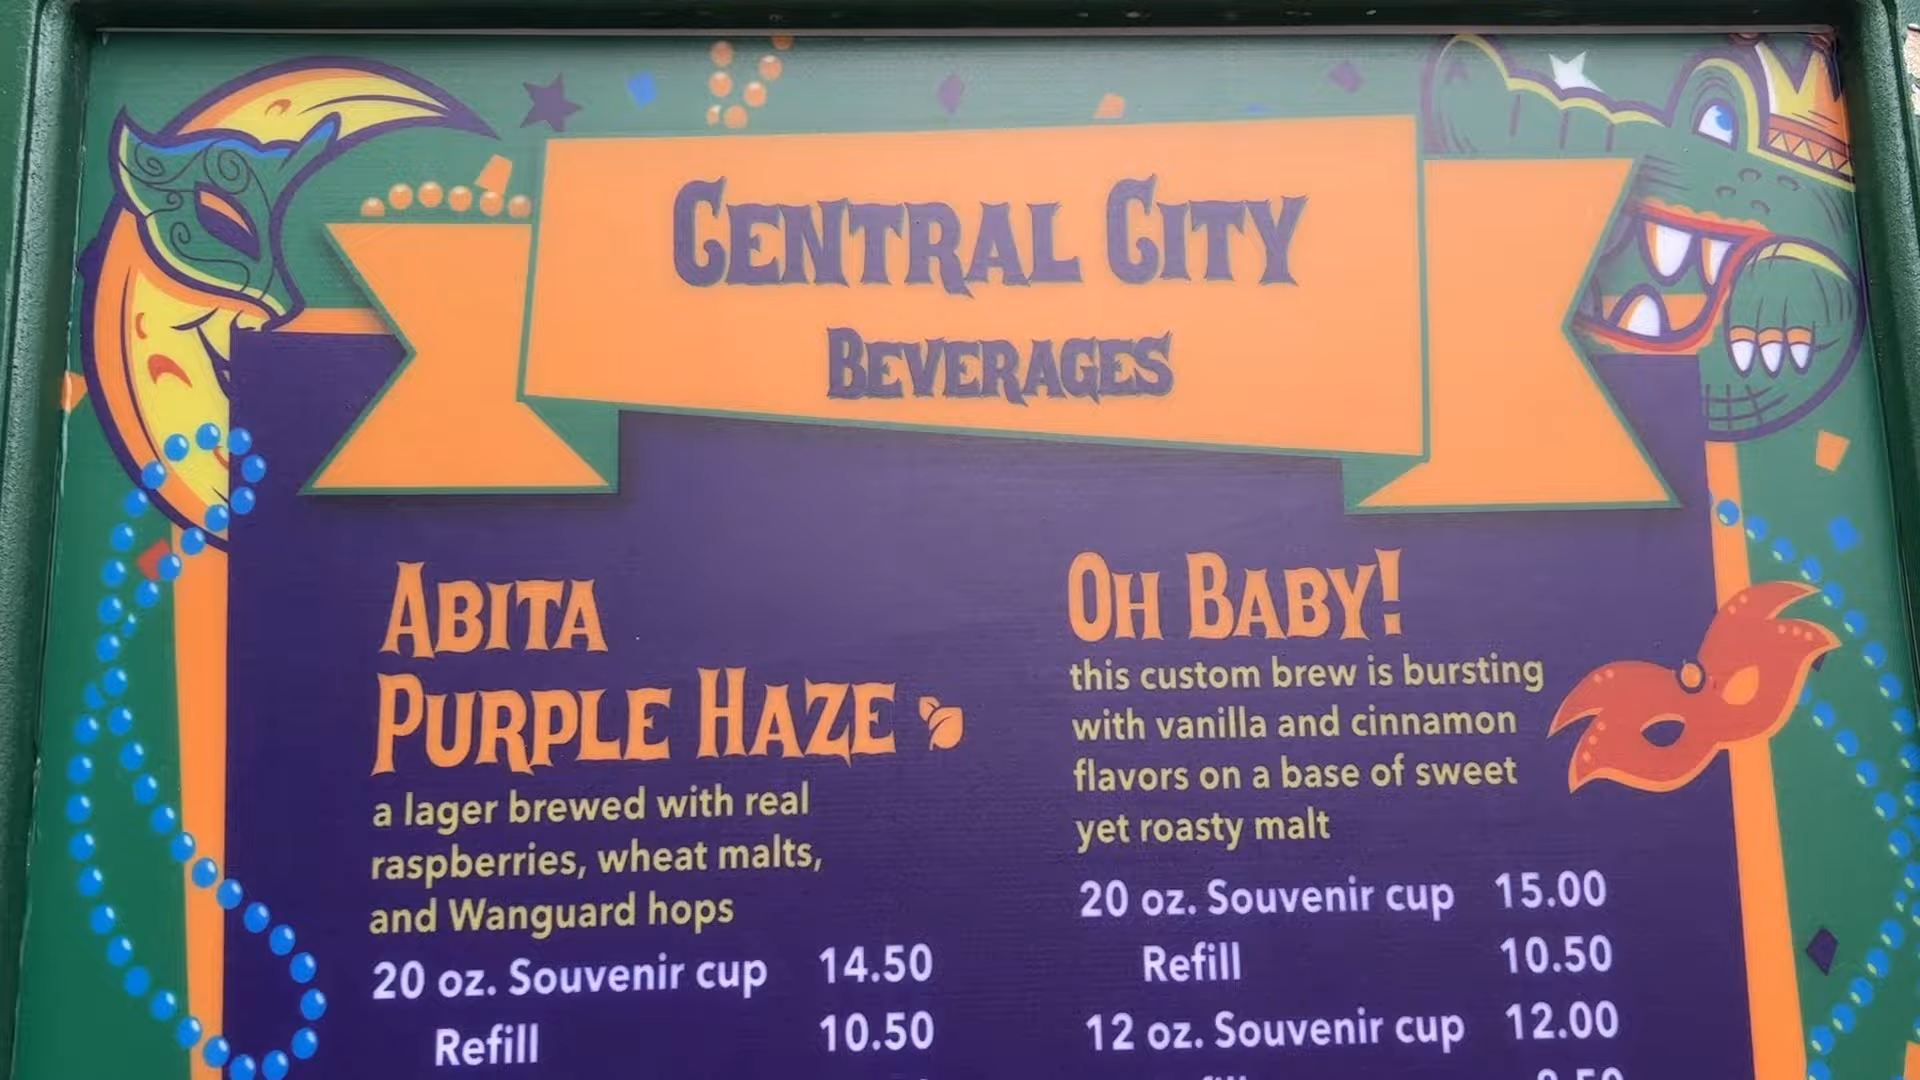 CENTRAL CITY
BEVERAGES
ABITA
PURPLE HAZE
a lager brewed with real
raspberries, wheat malts,
and Wanguard hops
20 oz. Souvenir cup 14.50
Refill 10.50
OH BABY!
this custom brew is bursting
with vanilla and cinnamon
flavors on a base of sweet
yet roasty malt
20 oz. Souvenir cup 15.00
Refill 10.50
12 oz. Souvenir cup 12.00